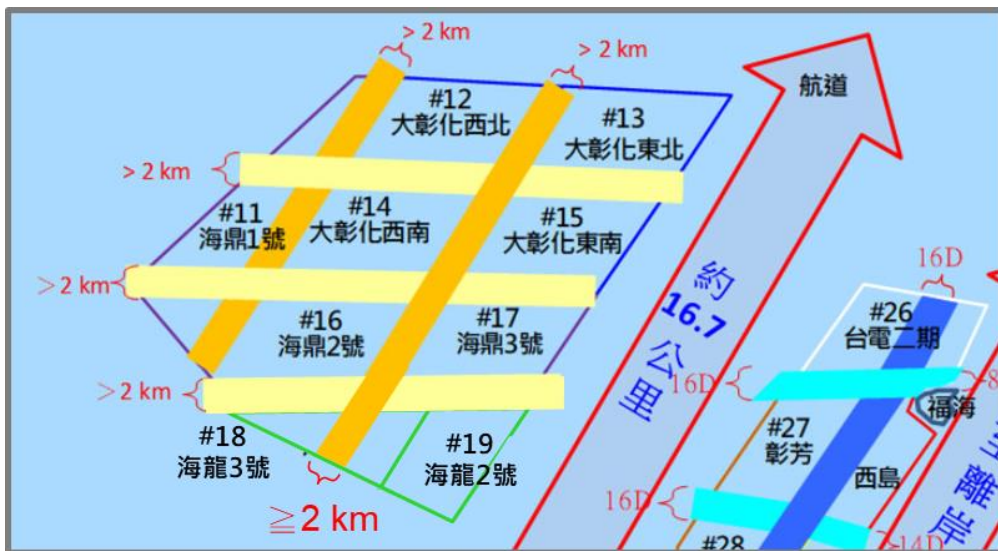 > 2 km
> 2 km
航道
#12
大彰化西北
#13
大彰化東北
> 2 km
#11
海鼎1號
#14
大彰化西南
#15
大彰化東南
16D
約
16.7
公
里
> 2 km
#16
海鼎2號
#17
海鼎3號
#26
台電二期
16D
8
福海
> 2 km
#18
海龍3號
#19
海龍2號
#27
彰芳
西島
離
岸
≧2 km
16D
14D
#28